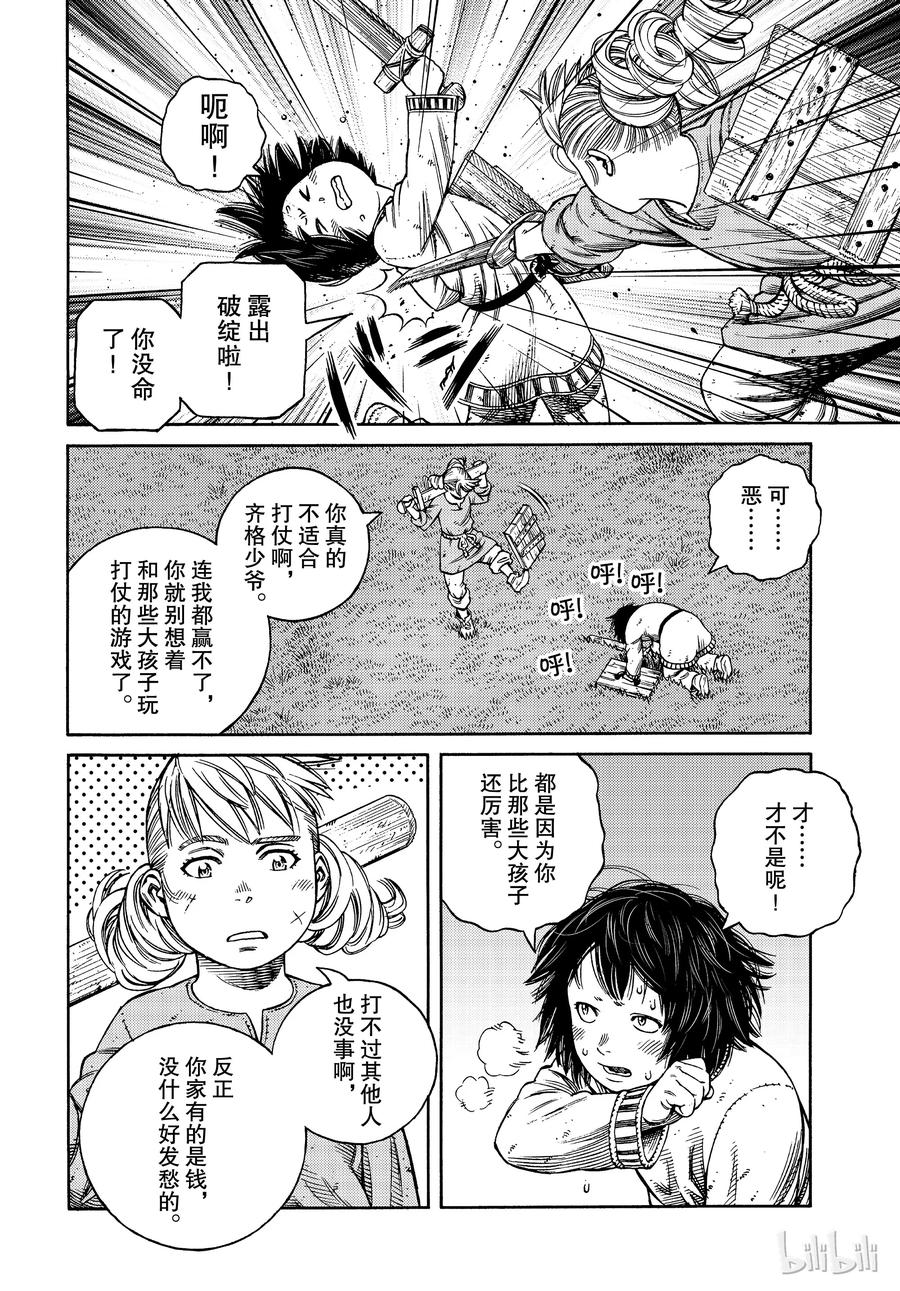 呃啊！
露出
破绽啦！
你没命
了！
可……
恶……
呼！
呼！
呼！
你真的
不适合
打仗啊，
齐格少爷。
连我都赢不了，
你就别想着
和那些大孩子玩
打仗的游戏了。
才……
才不是呢！
都是因为你
比那些大孩子
还厉害。
打不过其他人
也没事啊，
反正
你家有的是钱，
没什么好发愁的。
bilibili